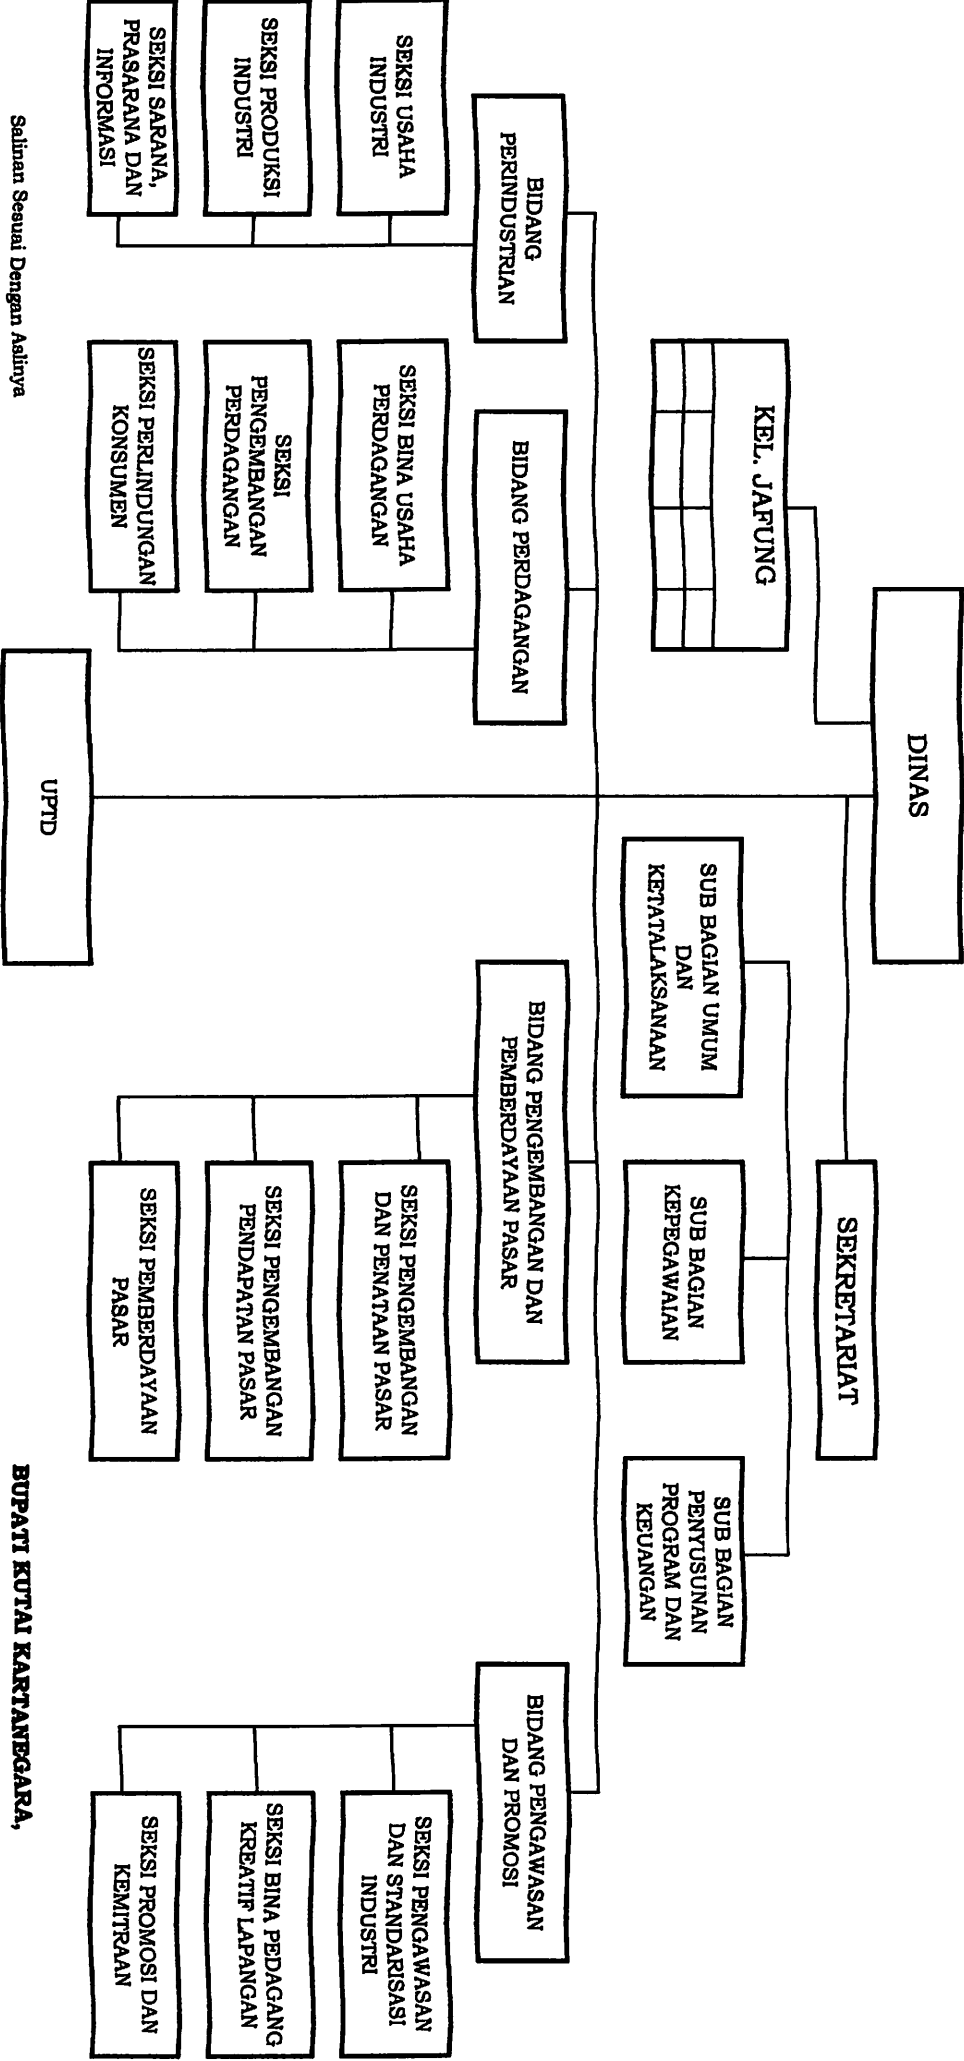 DINAS
SEKRETARIAT
KEL. JAFUNG
SUB BAGIAN UMUM
DAN
KETATALAKSANAAN
SUB BAGIAN
KEPEGAWAIAN
SUB BAGIAN
PENYUSUNAN
PROGRAM DAN
KEUANGAN
BIDANG
PERINDUSTRIAN
BIDANG PERDAGANGAN
BIDANG PENGEMBANGAN DAN
PEMBERDAYAAN PASAR
BIDANG PENGAWASAN
DAN PROMOSI
SEKSI USAHA
INDUSTRI
SEKSI BINA USAHA
PERDAGANGAN
SEKSI PENGEMBANGAN
DAN PENATAAN PASAR
SEKSI PENGAWASAN
DAN STANDARISASI
INDUSTRI
SEKSI PRODUKSI
INDUSTRI
SEKSI
PENGEMBANGAN
PERDAGANGAN
SEKSI PENGEMBANGAN
PENDAPATAN PASAR
SEKSI BINA PEDAGANG
KREATIF LAPANGAN
SEKSI SARANA,
PRASARANA DAN
INFORMASI
SEKSI PERLINDUNGAN
KONSUMEN
SEKSI PEMBERDAYAAN
PASAR
SEKSI PROMOSI DAN
KEMITRAAN
UPTD
Salinan Sesuai Dengan Aslinya
BUPATI KUTAI KARTANEGARA,